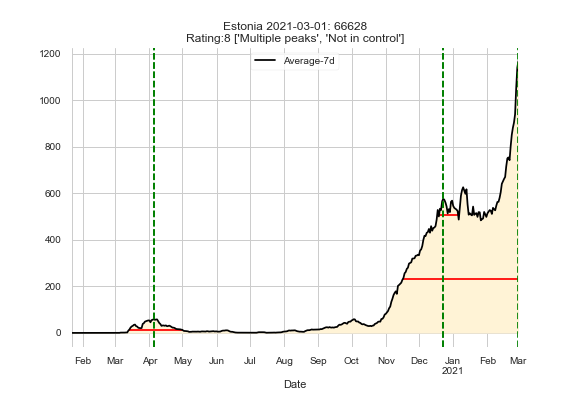 Estonia 2021-03-01: 66628
Rating:8 ['Multiple peaks', 'Not in control']
Average-7d
1200
1000
800
600
400
200
0
Feb Mar Apr May Jun Jul Aug Sep Oct Nov Dec Jan Feb Mar
2021
Date